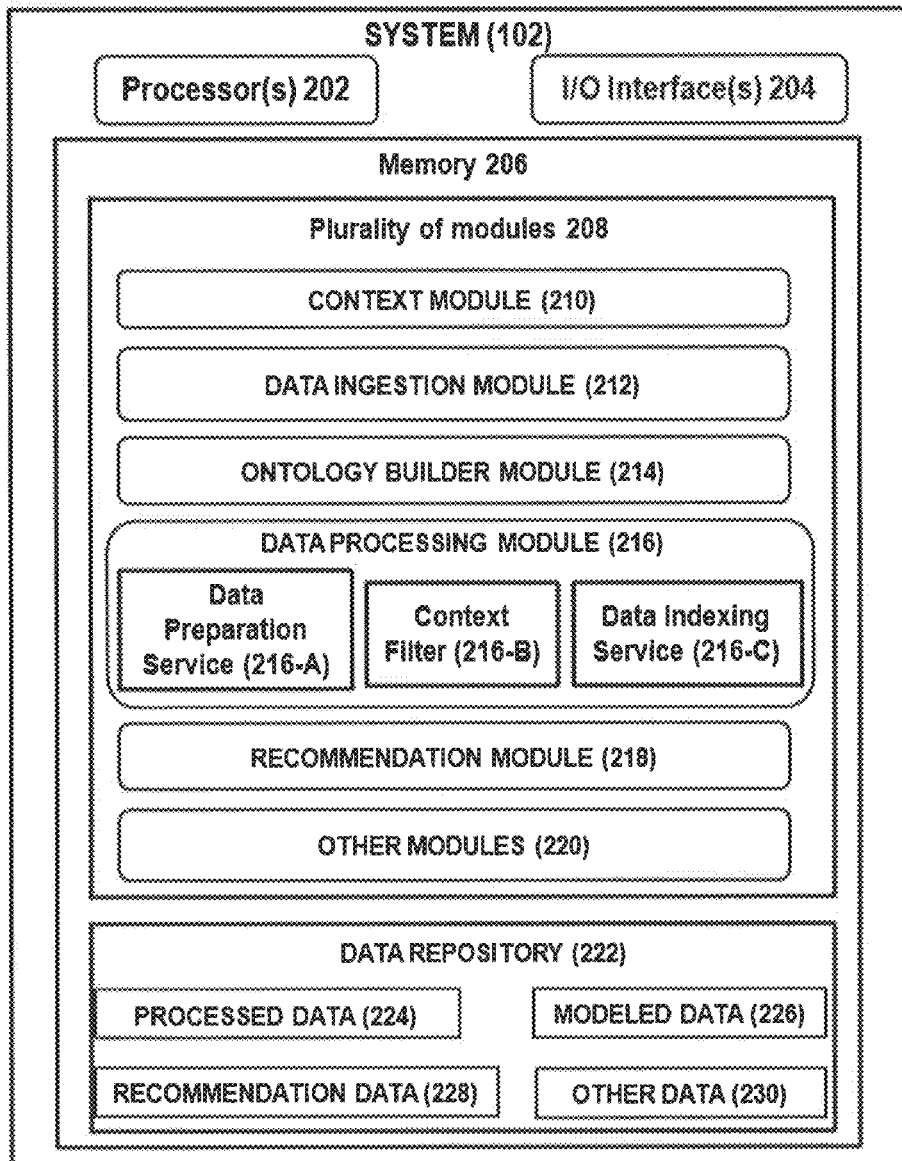 SYSTEM (102)
Processor(s) 202
I/O Interface(s) 204
Memory 206
Plurality of modules 208
CONTEXT MODULE (210)
DATA INGESTION MODULE (212)
ONTOLOGY BUILDER MODULE (214)
DATA PROCESSING MODULE (216)
Data
Preparation
Service (216-A)
Context
Filter (216-B)
Data Indexing
Service (216-C)
RECOMMENDATION MODULE (218)
OTHER MODULES (220)
DATA REPOSITORY (222)
PROCESSED DATA (224)
MODELED DATA (226)
RECOMMENDATION DATA (228)
OTHER DATA (230)